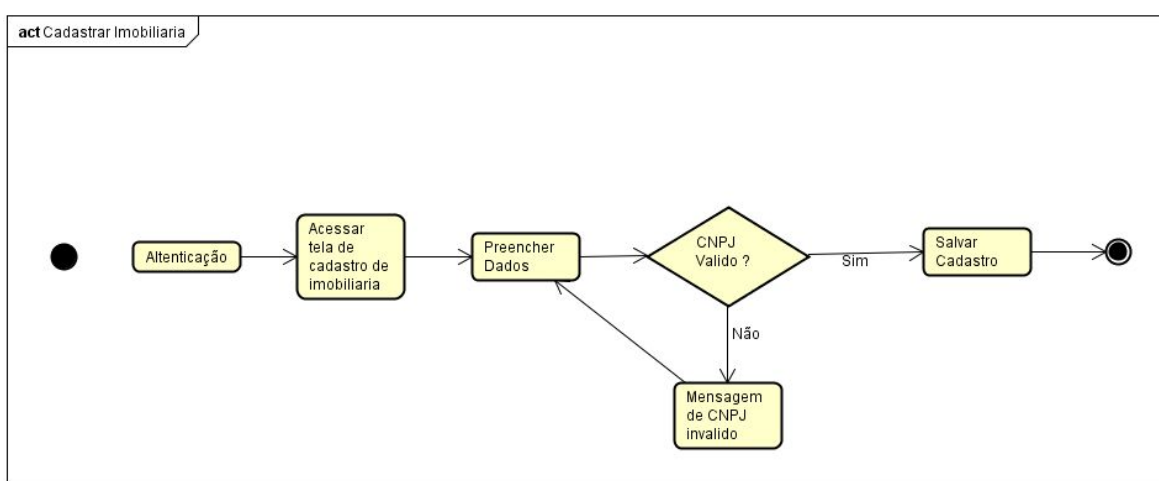 act Cadastrar Imobiliaria
Altenticação
Acessar
tela de
cadastro de
imobiliaria
Preencher
Dados
CNPJ
Valido ?
Sim
Salvar
Cadastro
Não
Mensagem
de CNPJ
invalido